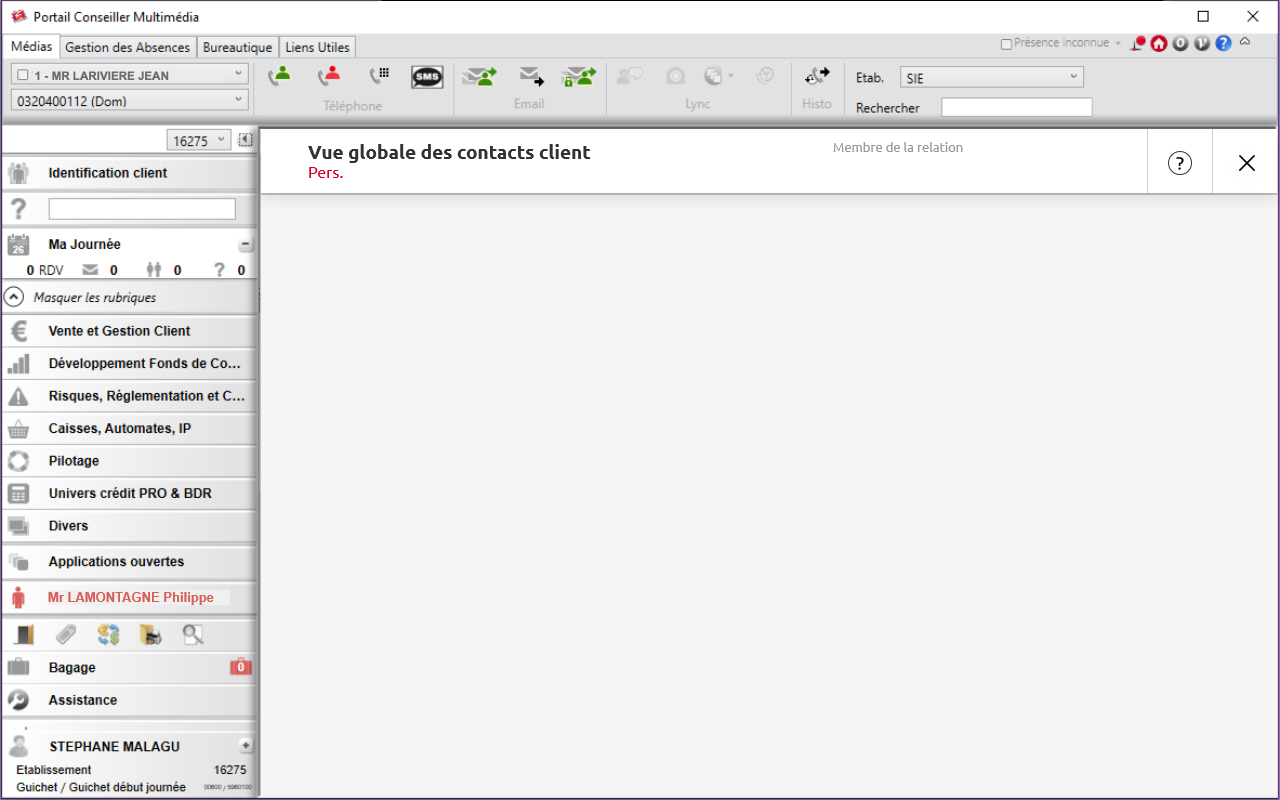 Portail Conseiller Multimédia
Médias Gestion des Absences Bureautique Liens Utiles
Présence inconnue
1 - MR LARIVIERE JEAN
0320400112 (Dom)
SMS
Téléphone
Email
Lync
Histo
Etab. SIE
Rechercher
16275
Vue globale des contacts client
Pers.
Membre de la relation
?
Identification client
?
26
Ma Journée
0 RDV 0 0 ? 0
Masquer les rubriques
€ Vente et Gestion Client
Développement Fonds de Co...
Risques, Réglementation et C...
Caisses, Automates, IP
Pilotage
Univers crédit PRO & BDR
Divers
Applications ouvertes
Mr LAMONTAGNE Philippe
Bagage 0
Assistance
STEPHANE MALAGU
Etablissement 16275
Guichet / Guichet début journée